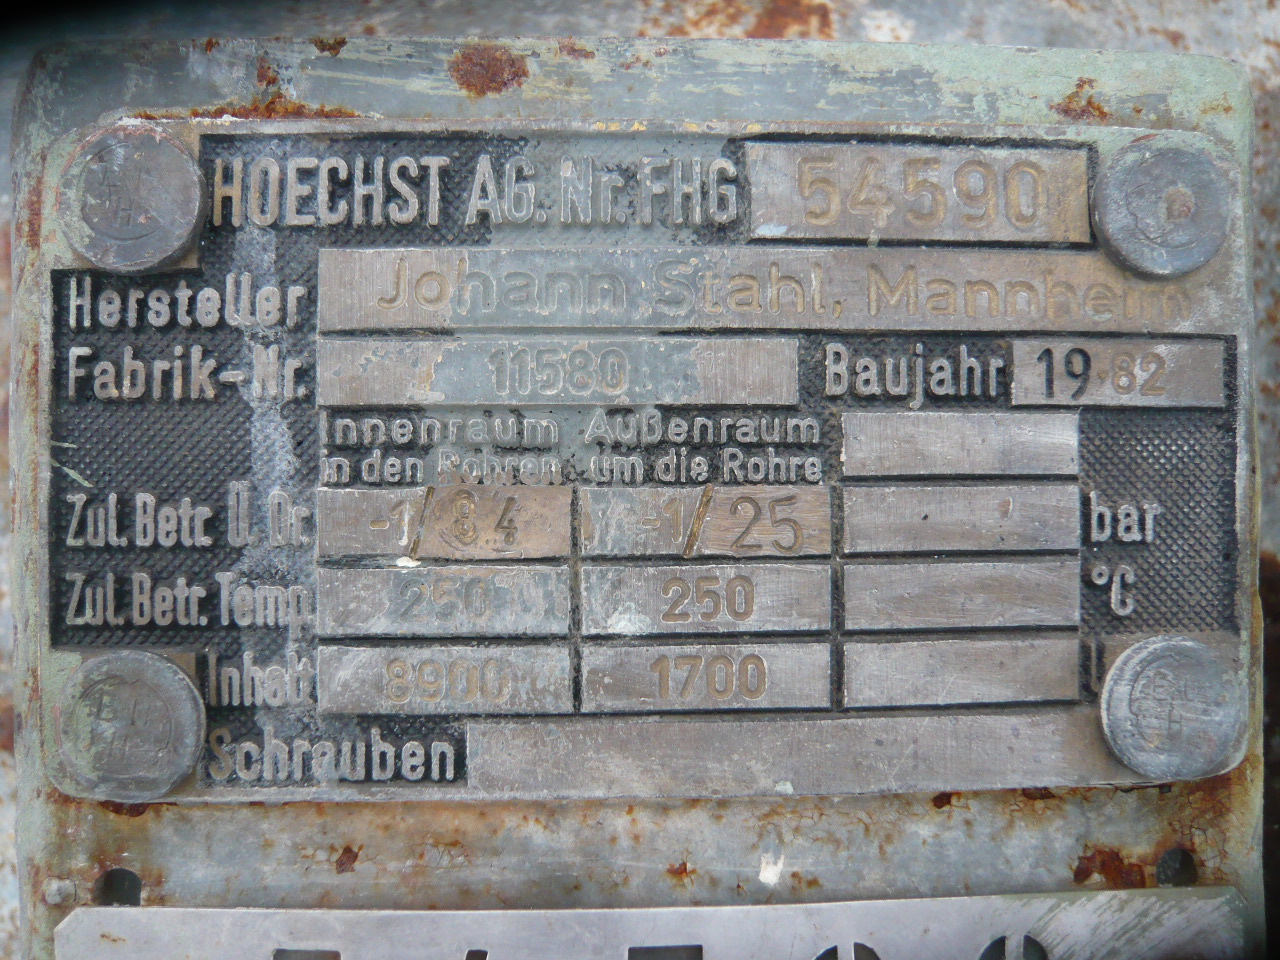 HOECHST AG. Nr. FHG 54590
Hersteller Johann Stahl, Mannheim
Fabrik-Nr. 11580 Baujahr 1982
Innenraum Außenraum
in den Rohren um die Rohre
Zul. Betr. Ü. Dr. -1/8.4 -1/25 bar
Zul. Betr. Temp. 250 250 °C
Inhalt 8900 1700 l
Schrauben